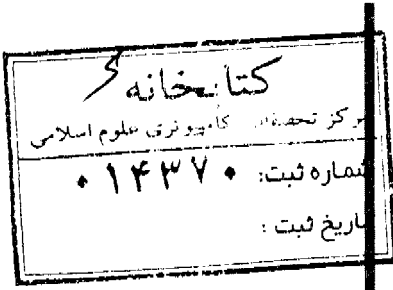 کتابخانه
مرکز تحقیقات کامپیوتری علوم اسلامی
شماره ثبت: ۰۱۴۳۷۰
تاریخ ثبت :